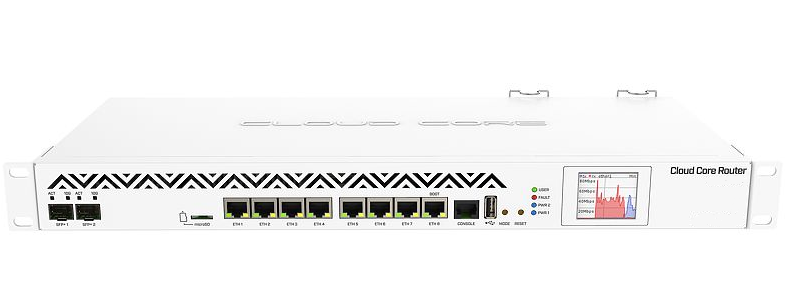 CLOUD CORE
Cloud Core Router
ACT 10G ACT 10G
BOOT
USER
FAULT
PWR 2
PWR 1
80Mbps
60Mbps
40Mbps
20Mbps
SFP+ 1 SFP+ 2
microSD
ETH 1 ETH 2 ETH 3 ETH 4 ETH 5 ETH 6 ETH 7 ETH 8
CONSOLE
MODE RESET